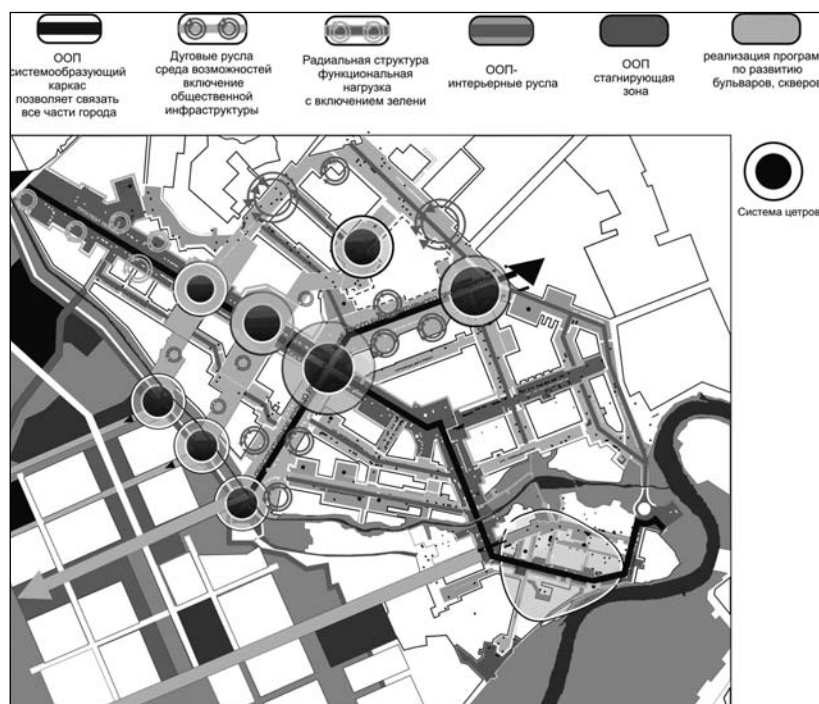 ООП
системообразующий
каркас
позволяет связать
все части города
Дуговые русла
среда возможностей
включение
общественной
инфраструктуры
Радиальная структура
функциональная
нагрузка
с включением зелени
ООП-
интерьерные русла
ООП
стагнирующая
зона
реализация програм
по развитию
бульваров, скверов
Система цетров